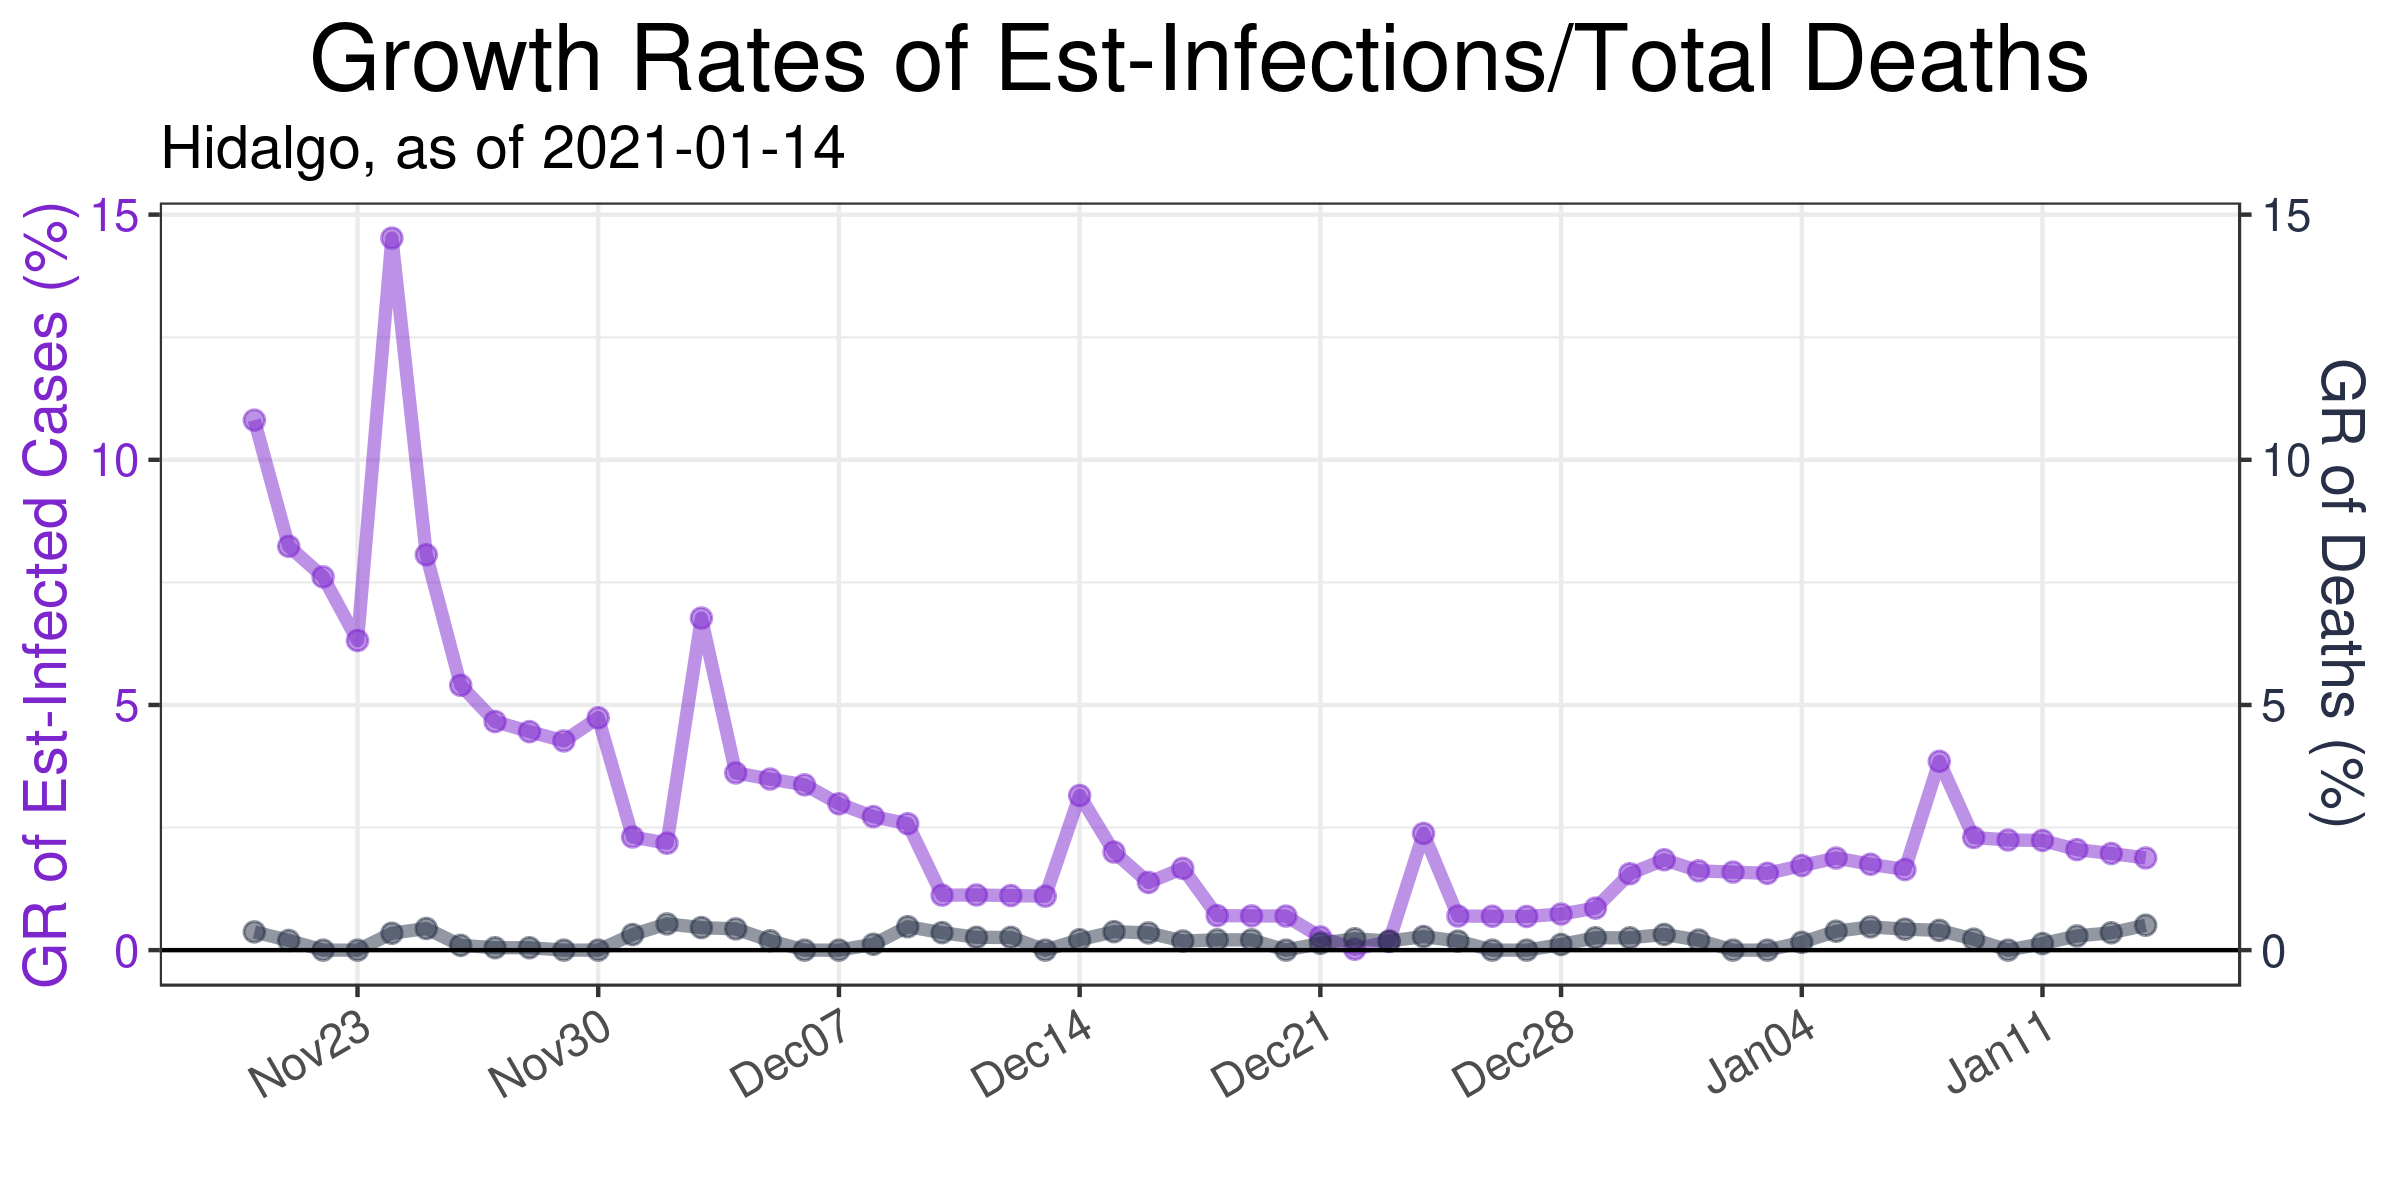 Growth Rates of Est-Infections/Total Deaths
Hidalgo, as of 2021-01-14
GR of Est-Infected Cases (%)
15
10
5
0
15
10
5
0
GR of Deaths (%)
Nov23
Nov30
Dec07
Dec14
Dec21
Dec28
Jan04
Jan11